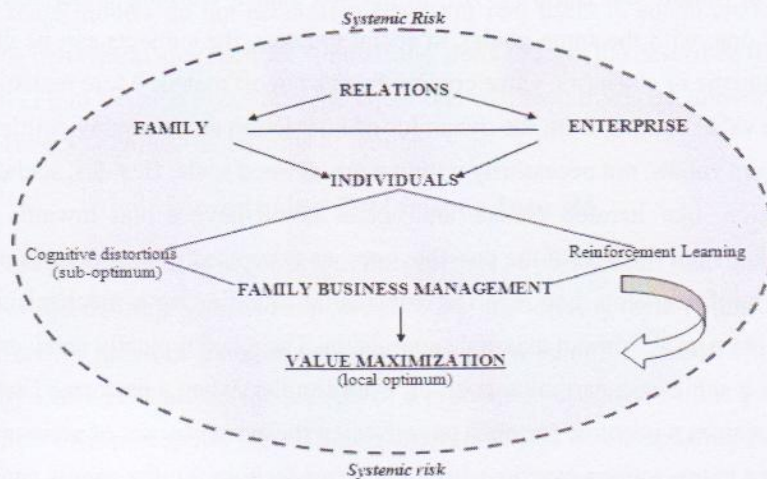 Systemic Risk
RELATIONS
FAMILY
ENTERPRISE
INDIVIDUALS
Cognitive distortions
(sub-optimum)
Reinforcement Learning
FAMILY BUSINESS MANAGEMENT
VALUE MAXIMIZATION
(local optimum)
Systemic risk